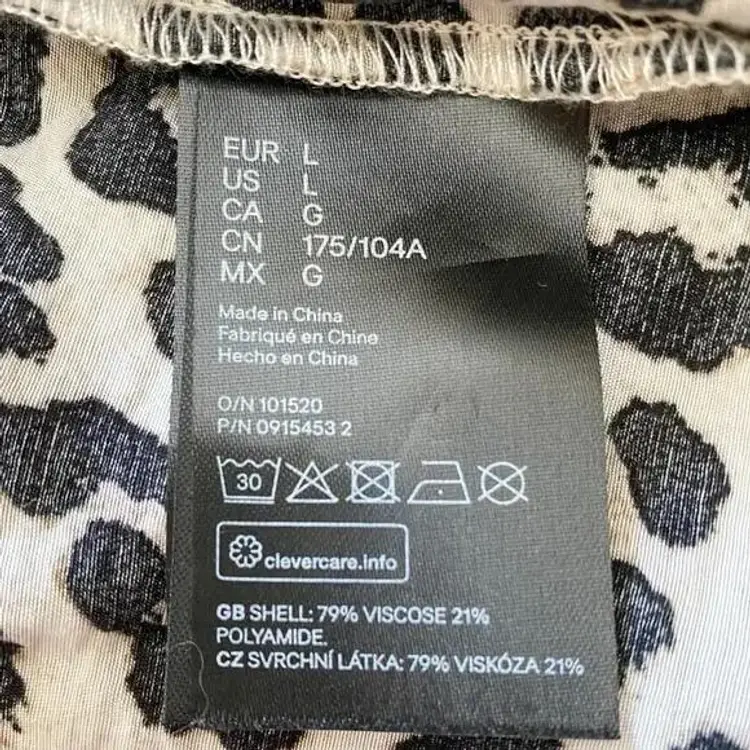 EUR L
US L
CA G
CN 175/104A
MX G
Made in China
Fabriqué en Chine
Hecho en China
O/N 101520
P/N 0915453 2
30
clevercare.info
GB SHELL: 79% VISCOSE 21%
POLYAMIDE.
CZ SVRCHNÍ LÁTKA: 79% VISKÓZA 21%